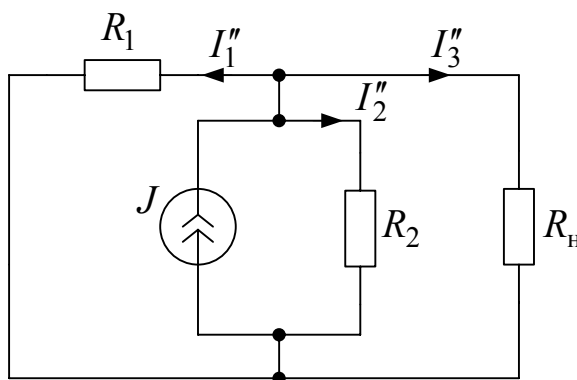 R₁ I₁″ I₃″
I₂″
J R₂ Rн